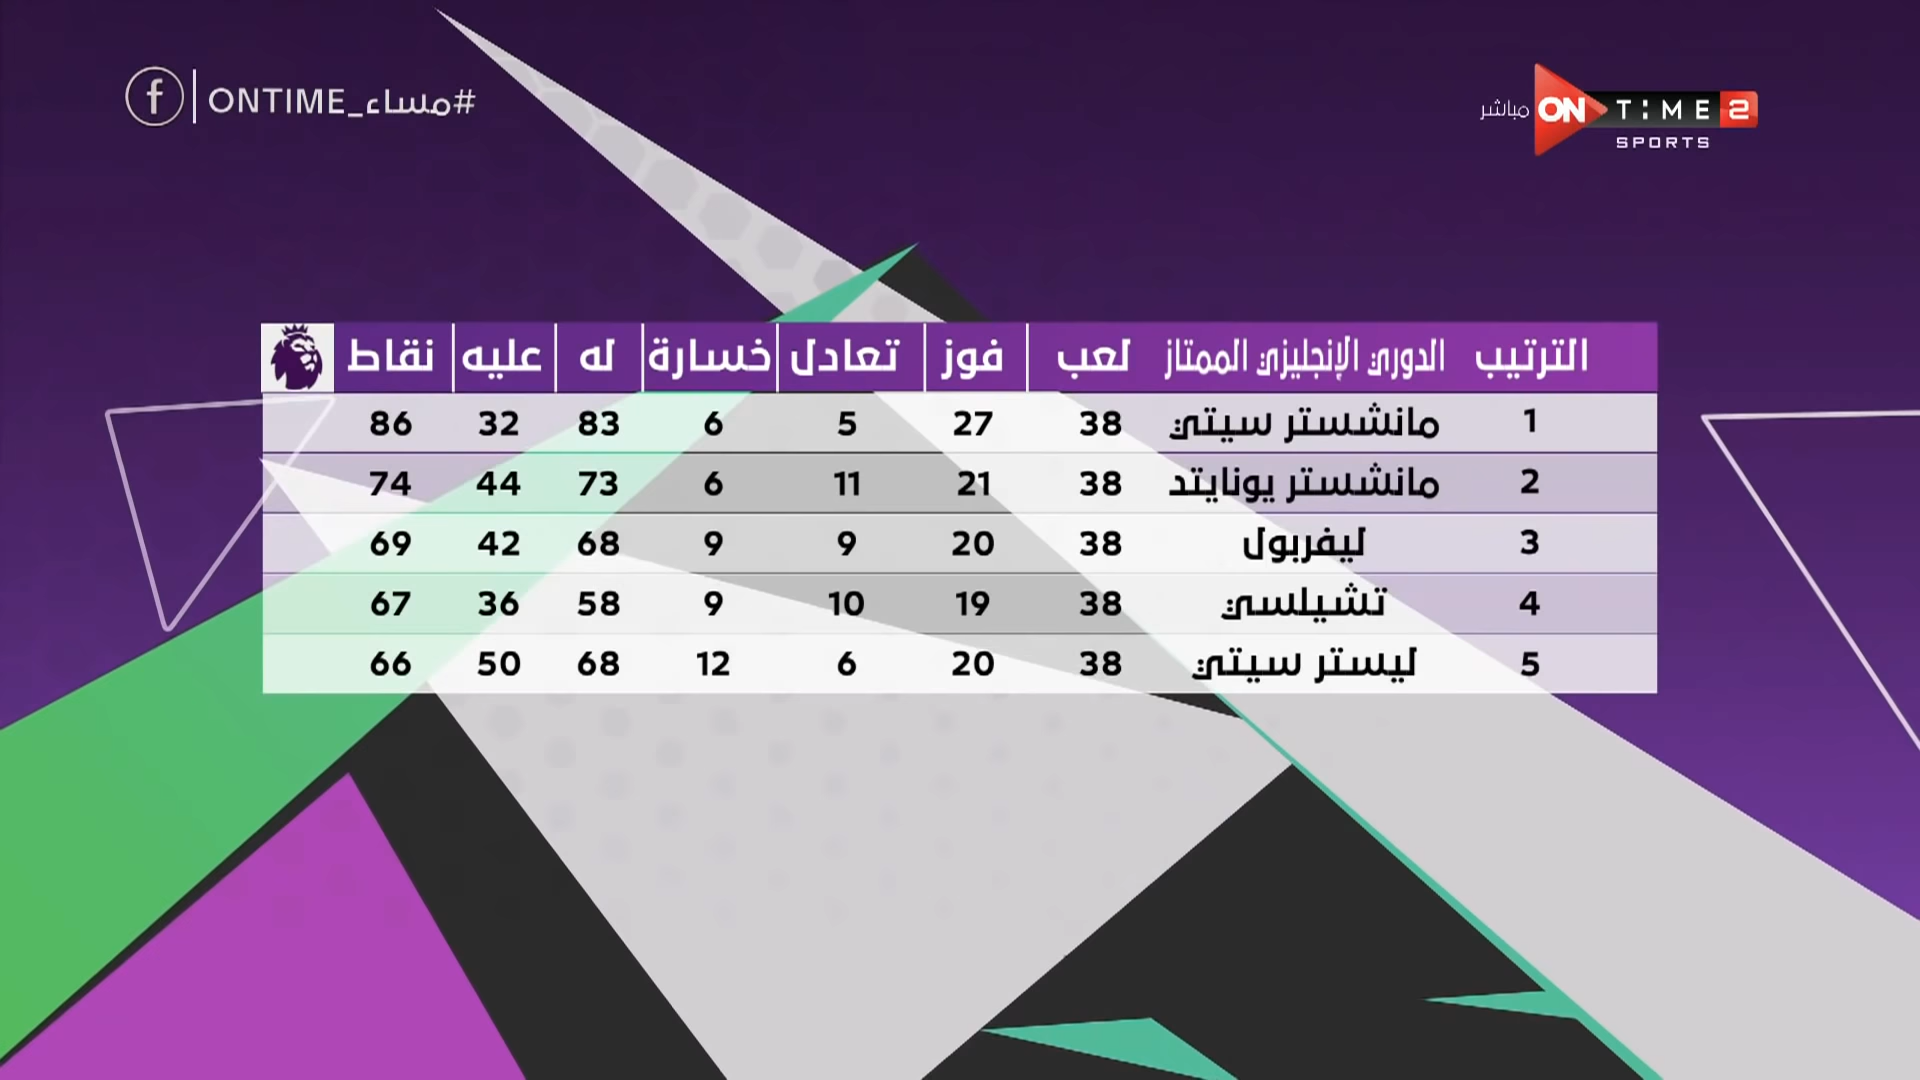 #مساء_ONTIME
مباشر ON TIME 2
SPORTS
الترتيب الدوري الإنجليزي الممتاز لعب فوز تعادل خسارة له عليه نقاط
1 مانشستر سيتي 38 27 5 6 83 32 86
2 مانشستر يونايتد 38 21 11 6 73 44 74
3 ليفربول 38 20 9 9 68 42 69
4 تشيلسي 38 19 10 9 58 36 67
5 ليستر سيتي 38 20 6 12 68 50 66